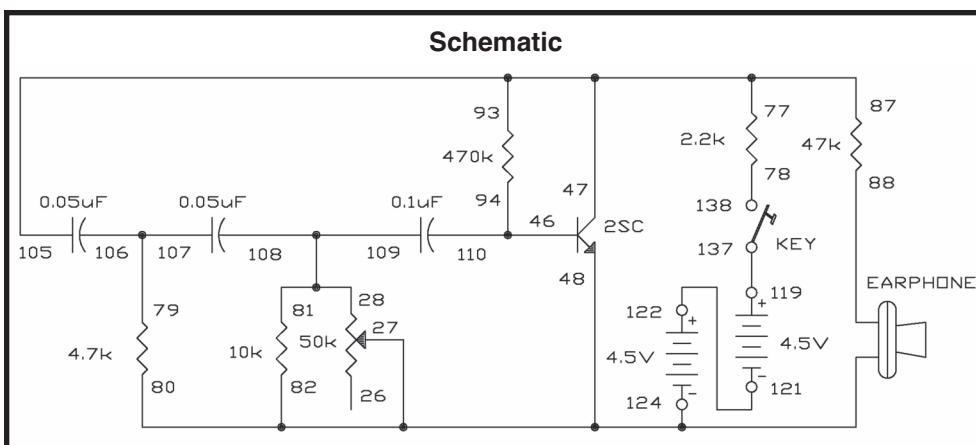 Schematic
93
77
87
470k
2.2k
47k
94
78
88
0.05uF
0.05uF
0.1uF
47
46
2SC
138
105
106
107
108
109
110
48
137
KEY
EARPHONE
79
81
28
122
+
119
+
4.7k
10k
50k
27
4.5V
4.5V
80
82
26
124
-
121
-